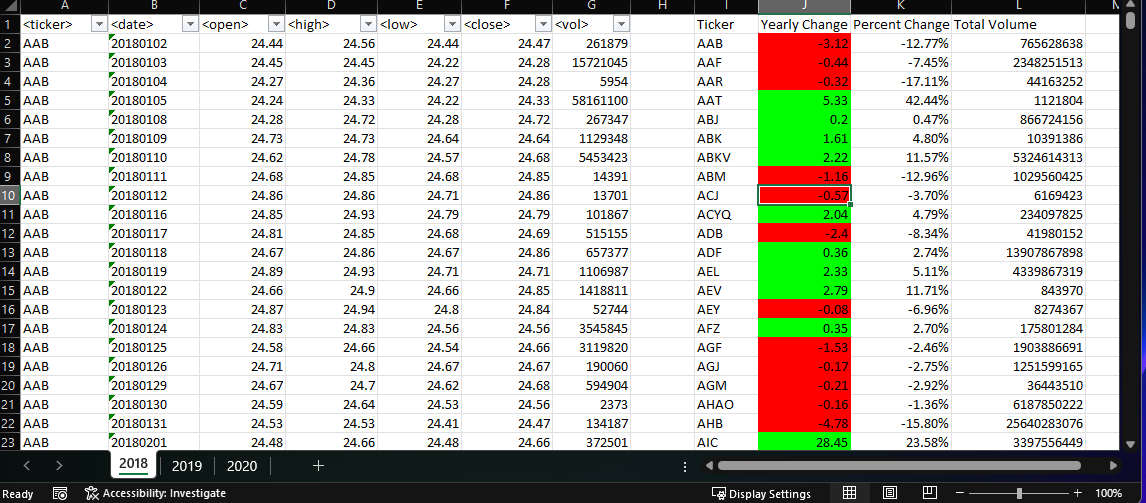 A B C D E F G H I J K L
1 <ticker> <date> <open> <high> <low> <close> <vol> Ticker Yearly Change Percent Change Total Volume
2 AAB 20180102 24.44 24.56 24.44 24.47 261879 AAB -3.12 -12.77% 765628638
3 AAB 20180103 24.45 24.45 24.22 24.28 15721045 AAF -0.44 -7.45% 2348251513
4 AAB 20180104 24.27 24.36 24.27 24.28 5954 AAR -0.32 -17.11% 44163252
5 AAB 20180105 24.24 24.33 24.22 24.33 58161100 AAT 5.33 42.44% 1121804
6 AAB 20180108 24.28 24.72 24.28 24.72 267347 ABJ 0.2 0.47% 866724156
7 AAB 20180109 24.73 24.73 24.64 24.64 1129348 ABK 1.61 4.80% 10391386
8 AAB 20180110 24.62 24.78 24.57 24.68 5453423 ABKV 2.22 11.57% 5324614313
9 AAB 20180111 24.68 24.85 24.68 24.85 14391 ABM -1.16 -12.96% 1029560425
10 AAB 20180112 24.86 24.86 24.71 24.86 13701 ACJ -0.57 -3.70% 6169423
11 AAB 20180116 24.85 24.93 24.79 24.79 101867 ACYQ 2.04 4.79% 234097825
12 AAB 20180117 24.81 24.85 24.68 24.69 515155 ADB -2.4 -8.34% 41980152
13 AAB 20180118 24.67 24.86 24.67 24.86 657377 ADF 0.36 2.74% 13907867898
14 AAB 20180119 24.89 24.93 24.71 24.71 1106987 AEL 2.33 5.11% 4339867319
15 AAB 20180122 24.66 24.9 24.66 24.85 1418811 AEV 2.79 11.71% 843970
16 AAB 20180123 24.87 24.94 24.8 24.84 52744 AEY -0.08 -6.96% 8274367
17 AAB 20180124 24.83 24.83 24.56 24.56 3545845 AFZ 0.35 2.70% 175801284
18 AAB 20180125 24.58 24.66 24.54 24.66 3119820 AGF -1.53 -2.46% 1903886691
19 AAB 20180126 24.71 24.8 24.67 24.67 190060 AGJ -0.17 -2.75% 1251599165
20 AAB 20180129 24.67 24.7 24.62 24.68 594904 AGM -0.21 -2.92% 36443510
21 AAB 20180130 24.59 24.64 24.53 24.56 2373 AHAO -0.16 -1.36% 6187850222
22 AAB 20180131 24.53 24.53 24.41 24.47 134187 AHB -4.78 -15.80% 25640283076
23 AAB 20180201 24.48 24.66 24.48 24.66 372501 AIC 28.45 23.58% 3397556449
2018 2019 2020
Ready Accessibility: Investigate Display Settings 100%